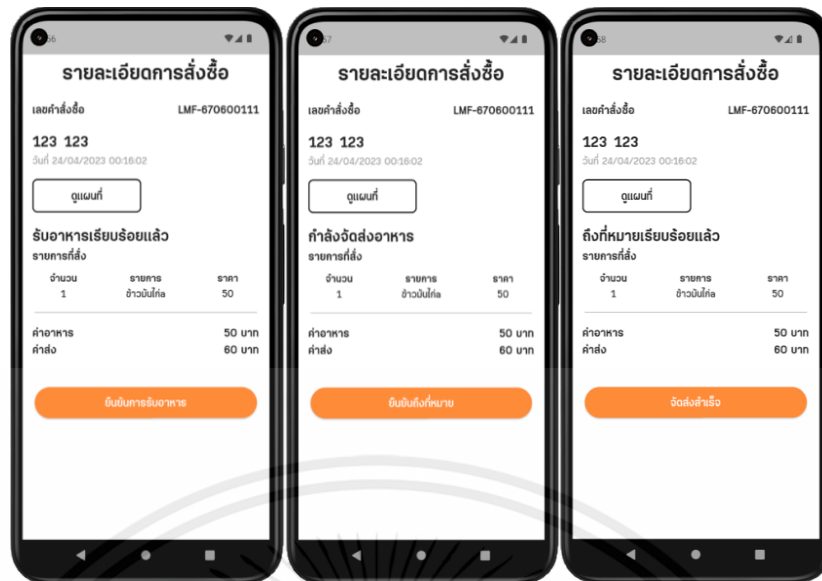 56
รายละเอียดการสั่งซื้อ
เลขคำสั่งซื้อ LMF-670600111
123 123
วันที่ 24/04/2023 00:16:02
ดูแผนที่
รับอาหารเรียบร้อยแล้ว
รายการที่สั่ง
จำนวน รายการ ราคา
1 ข้าวมันไก่a 50
ค่าอาหาร 50 บาท
ค่าส่ง 60 บาท
ยืนยันการรับอาหาร
57
รายละเอียดการสั่งซื้อ
เลขคำสั่งซื้อ LMF-670600111
123 123
วันที่ 24/04/2023 00:16:02
ดูแผนที่
กำลังจัดส่งอาหาร
รายการที่สั่ง
จำนวน รายการ ราคา
1 ข้าวมันไก่a 50
ค่าอาหาร 50 บาท
ค่าส่ง 60 บาท
ยืนยันถึงที่หมาย
58
รายละเอียดการสั่งซื้อ
เลขคำสั่งซื้อ LMF-670600111
123 123
วันที่ 24/04/2023 00:16:02
ดูแผนที่
ถึงที่หมายเรียบร้อยแล้ว
รายการที่สั่ง
จำนวน รายการ ราคา
1 ข้าวมันไก่a 50
ค่าอาหาร 50 บาท
ค่าส่ง 60 บาท
จัดส่งสำเร็จ